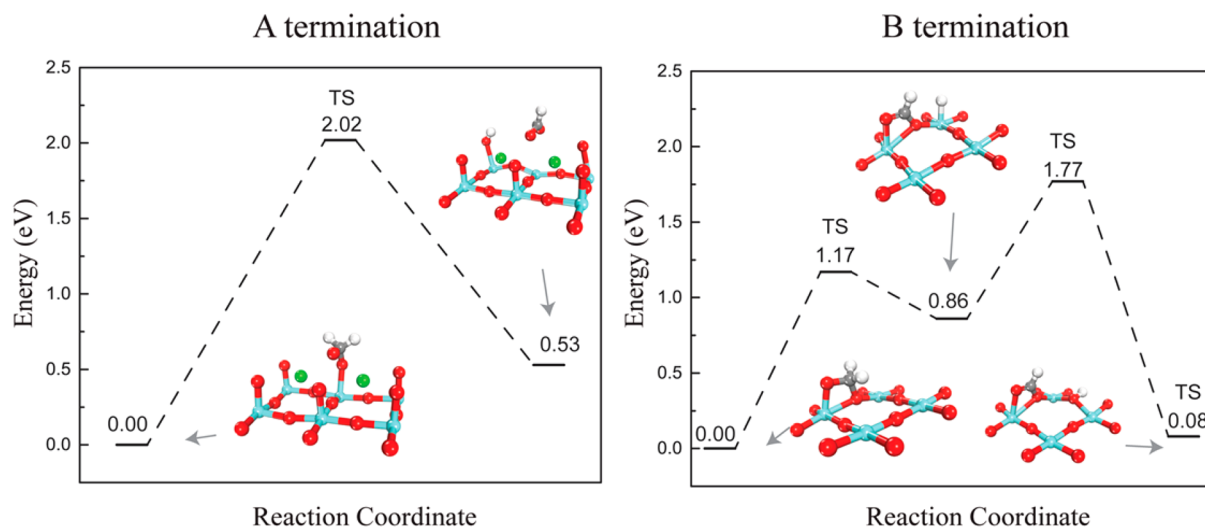 A termination
Energy (eV)
2.5
2.0
1.5
1.0
0.5
0.0
TS
2.02
0.53
0.00
Reaction Coordinate
B termination
Energy (eV)
2.5
2.0
1.5
1.0
0.5
0.0
TS
1.17
0.86
TS
1.77
0.00
TS
0.08
Reaction Coordinate